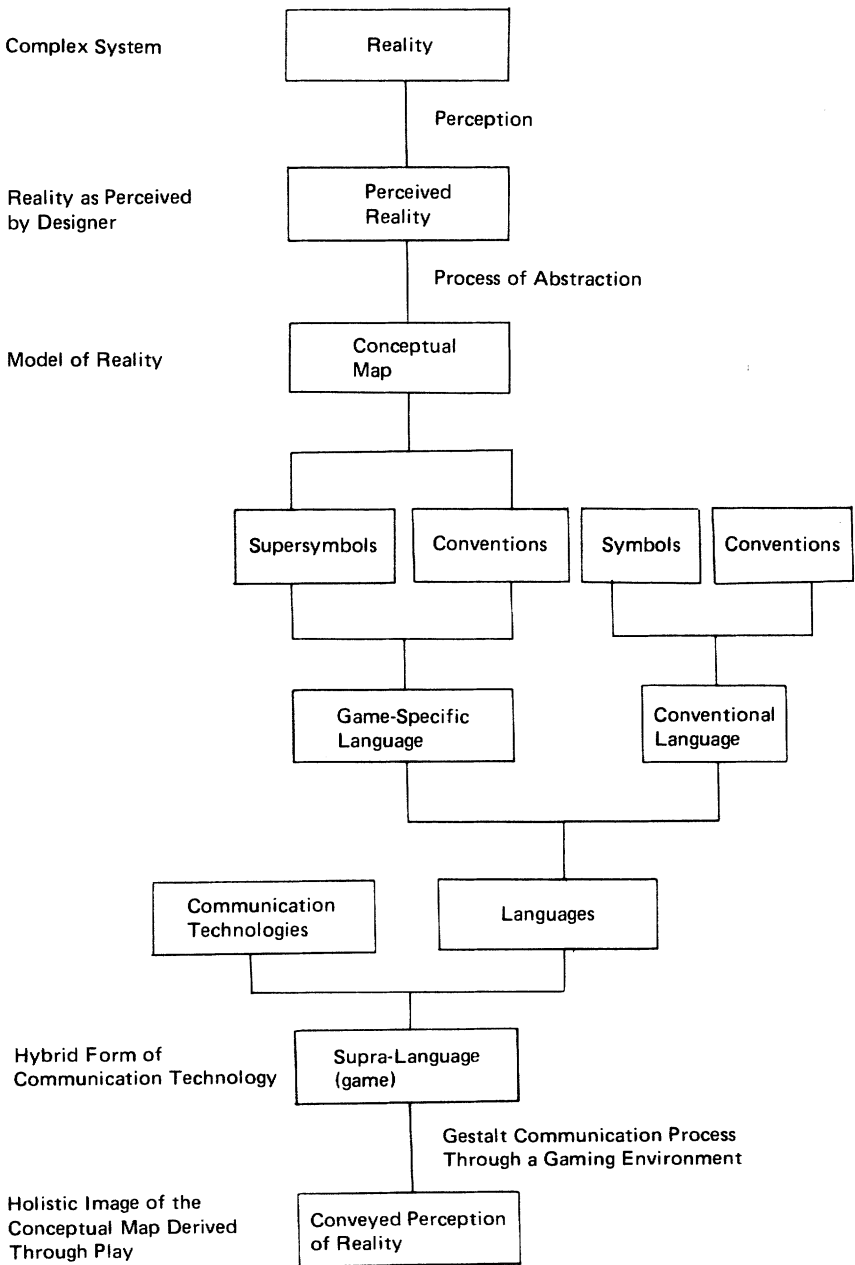 Complex System
Reality
Perception
Reality as Perceived
by Designer
Perceived
Reality
Process of Abstraction
Model of Reality
Conceptual
Map
Supersymbols
Conventions
Symbols
Conventions
Game-Specific
Language
Conventional
Language
Communication
Technologies
Languages
Hybrid Form of
Communication Technology
Supra-Language
(game)
Gestalt Communication Process
Through a Gaming Environment
Holistic Image of the
Conceptual Map Derived
Through Play
Conveyed Perception
of Reality